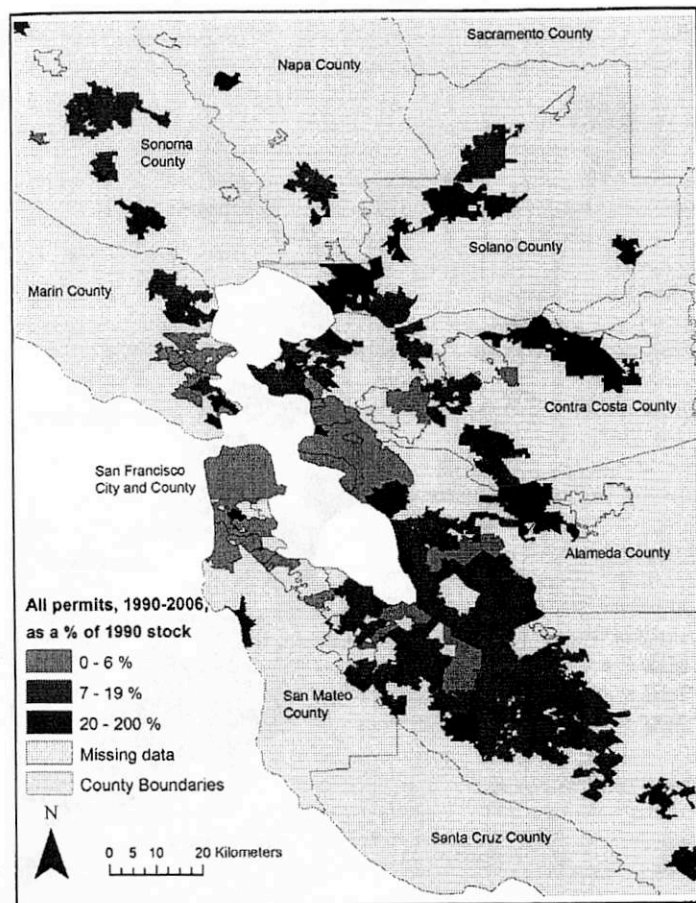 Sacramento County
Napa County
Sonoma
County
Solano County
Marin County
Contra Costa County
San Francisco
City and County
Alameda County
All permits, 1990-2006,
as a % of 1990 stock
0 - 6 %
7 - 19 %
20 - 200 %
Missing data
County Boundaries
San Mateo
County
N
0 5 10 20 Kilometers
Santa Cruz County